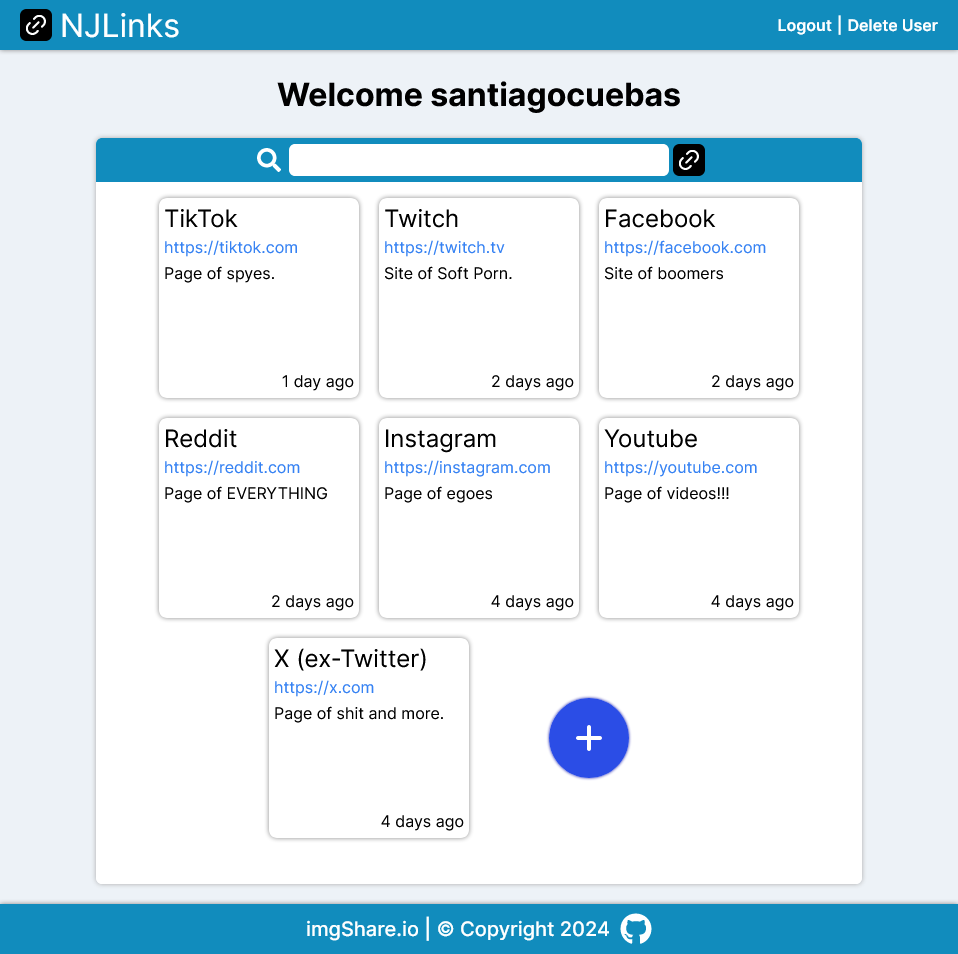 NJLinks
Logout | Delete User
Welcome santiagocuebas
TikTok
https://tiktok.com
Page of spyes.
1 day ago
Twitch
https://twitch.tv
Site of Soft Porn.
2 days ago
Facebook
https://facebook.com
Site of boomers
2 days ago
Reddit
https://reddit.com
Page of EVERYTHING
2 days ago
Instagram
https://instagram.com
Page of egoes
4 days ago
Youtube
https://youtube.com
Page of videos!!!
4 days ago
X (ex-Twitter)
https://x.com
Page of shit and more.
4 days ago
imgShare.io | © Copyright 2024